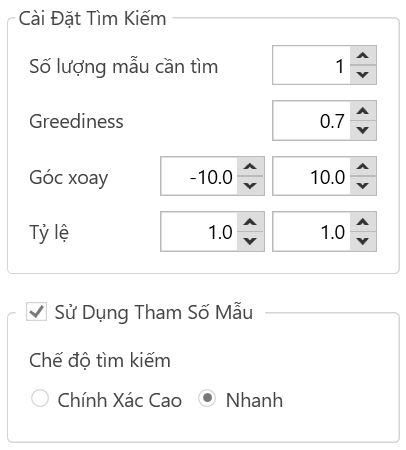 Cài Đặt Tìm Kiếm
Số lượng mẫu cần tìm 1
Greediness 0.7
Góc xoay -10.0 10.0
Tỷ lệ 1.0 1.0
Sử Dụng Tham Số Mẫu
Chế độ tìm kiếm
Chính Xác Cao Nhanh